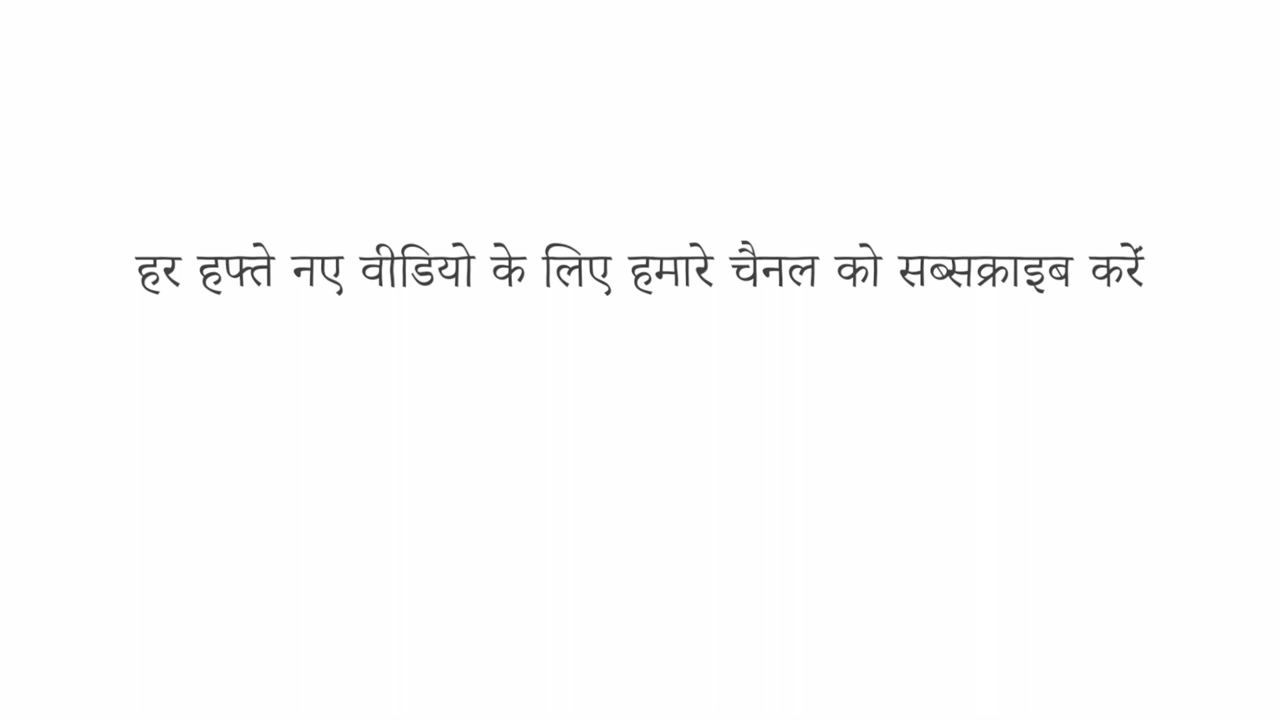 हर हफ्ते नए वीडियो के लिए हमारे चैनल को सब्सक्राइब करें